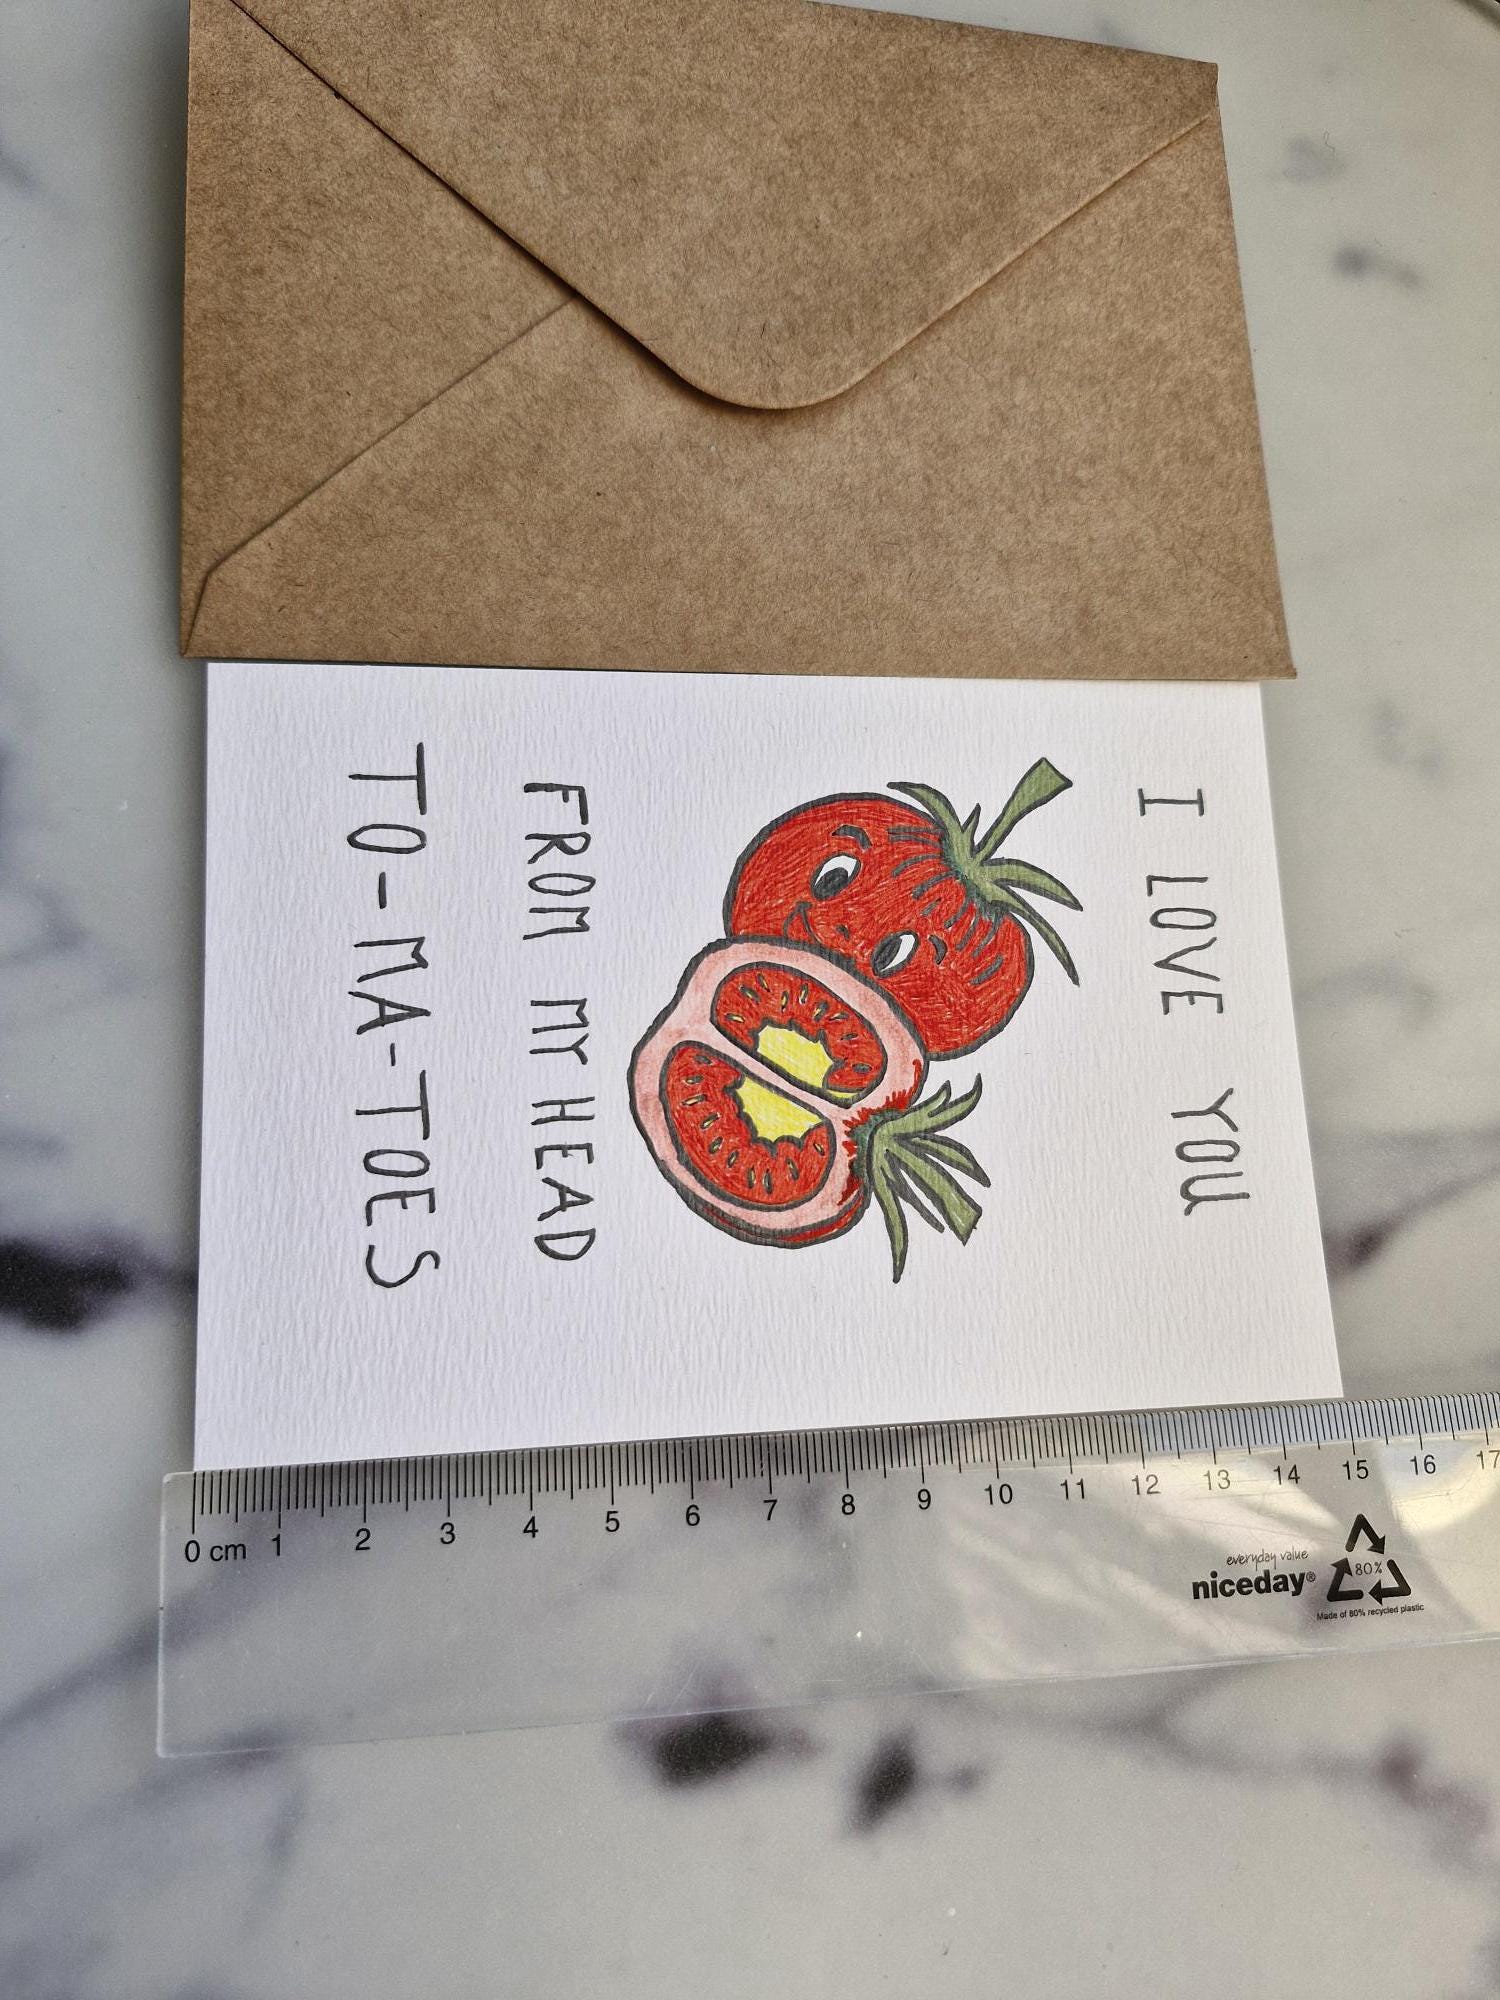 I LOVE YOU
FROM MY HEAD
TO-MA-TOES
0 cm 1 2 3 4 5 6 7 8 9 10 11 12 13 14 15 16 17
everyday value
niceday®
80%
Made of 80% recycled plastic